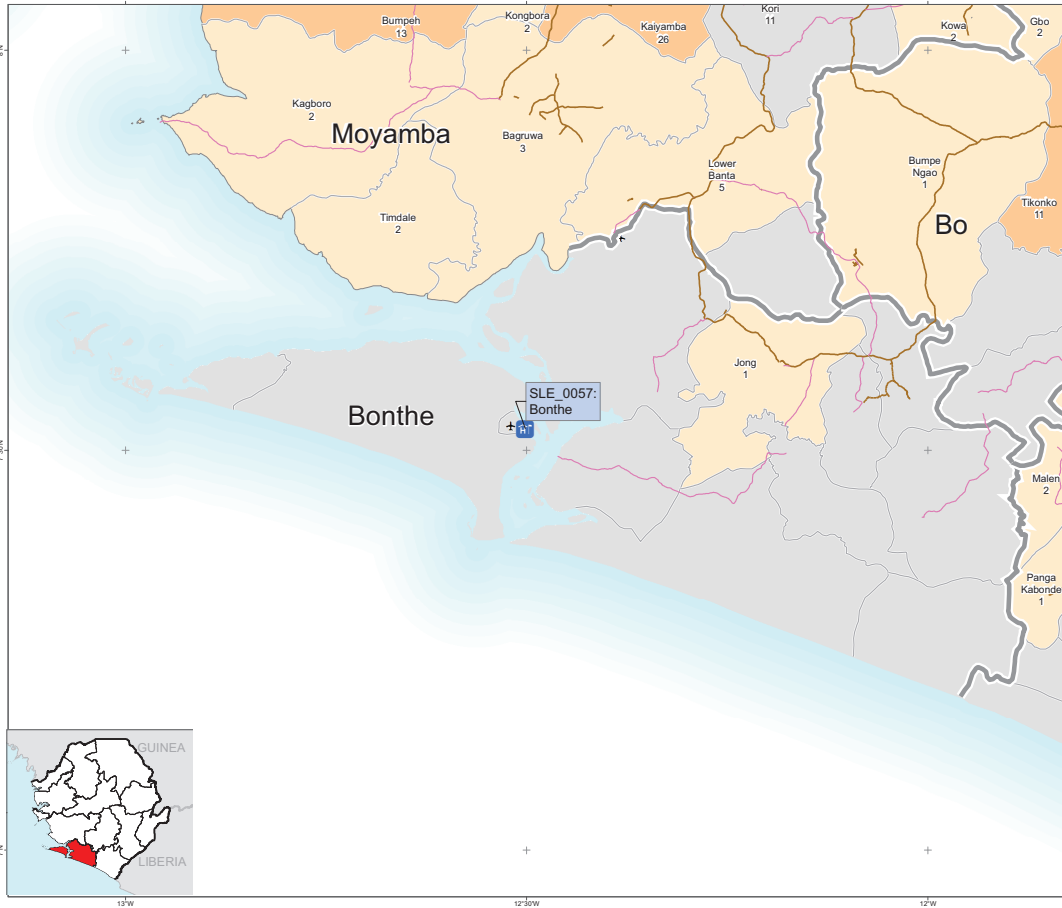 Bumpeh
13
Kongbora
2
Kaiyamba
26
Kori
11
Kowa
2
Gbo
2
Kagboro
2
Moyamba
Bagruwa
3
Lower
Banta
5
Bumpe
Ngao
1
Tikonko
11
Timdale
2
Bo
Jong
1
SLE_0057:
Bonthe
Bonthe
H
Malen
2
Panga
Kabonde
1
GUINEA
LIBERIA
13°W
12°30'W
12°W